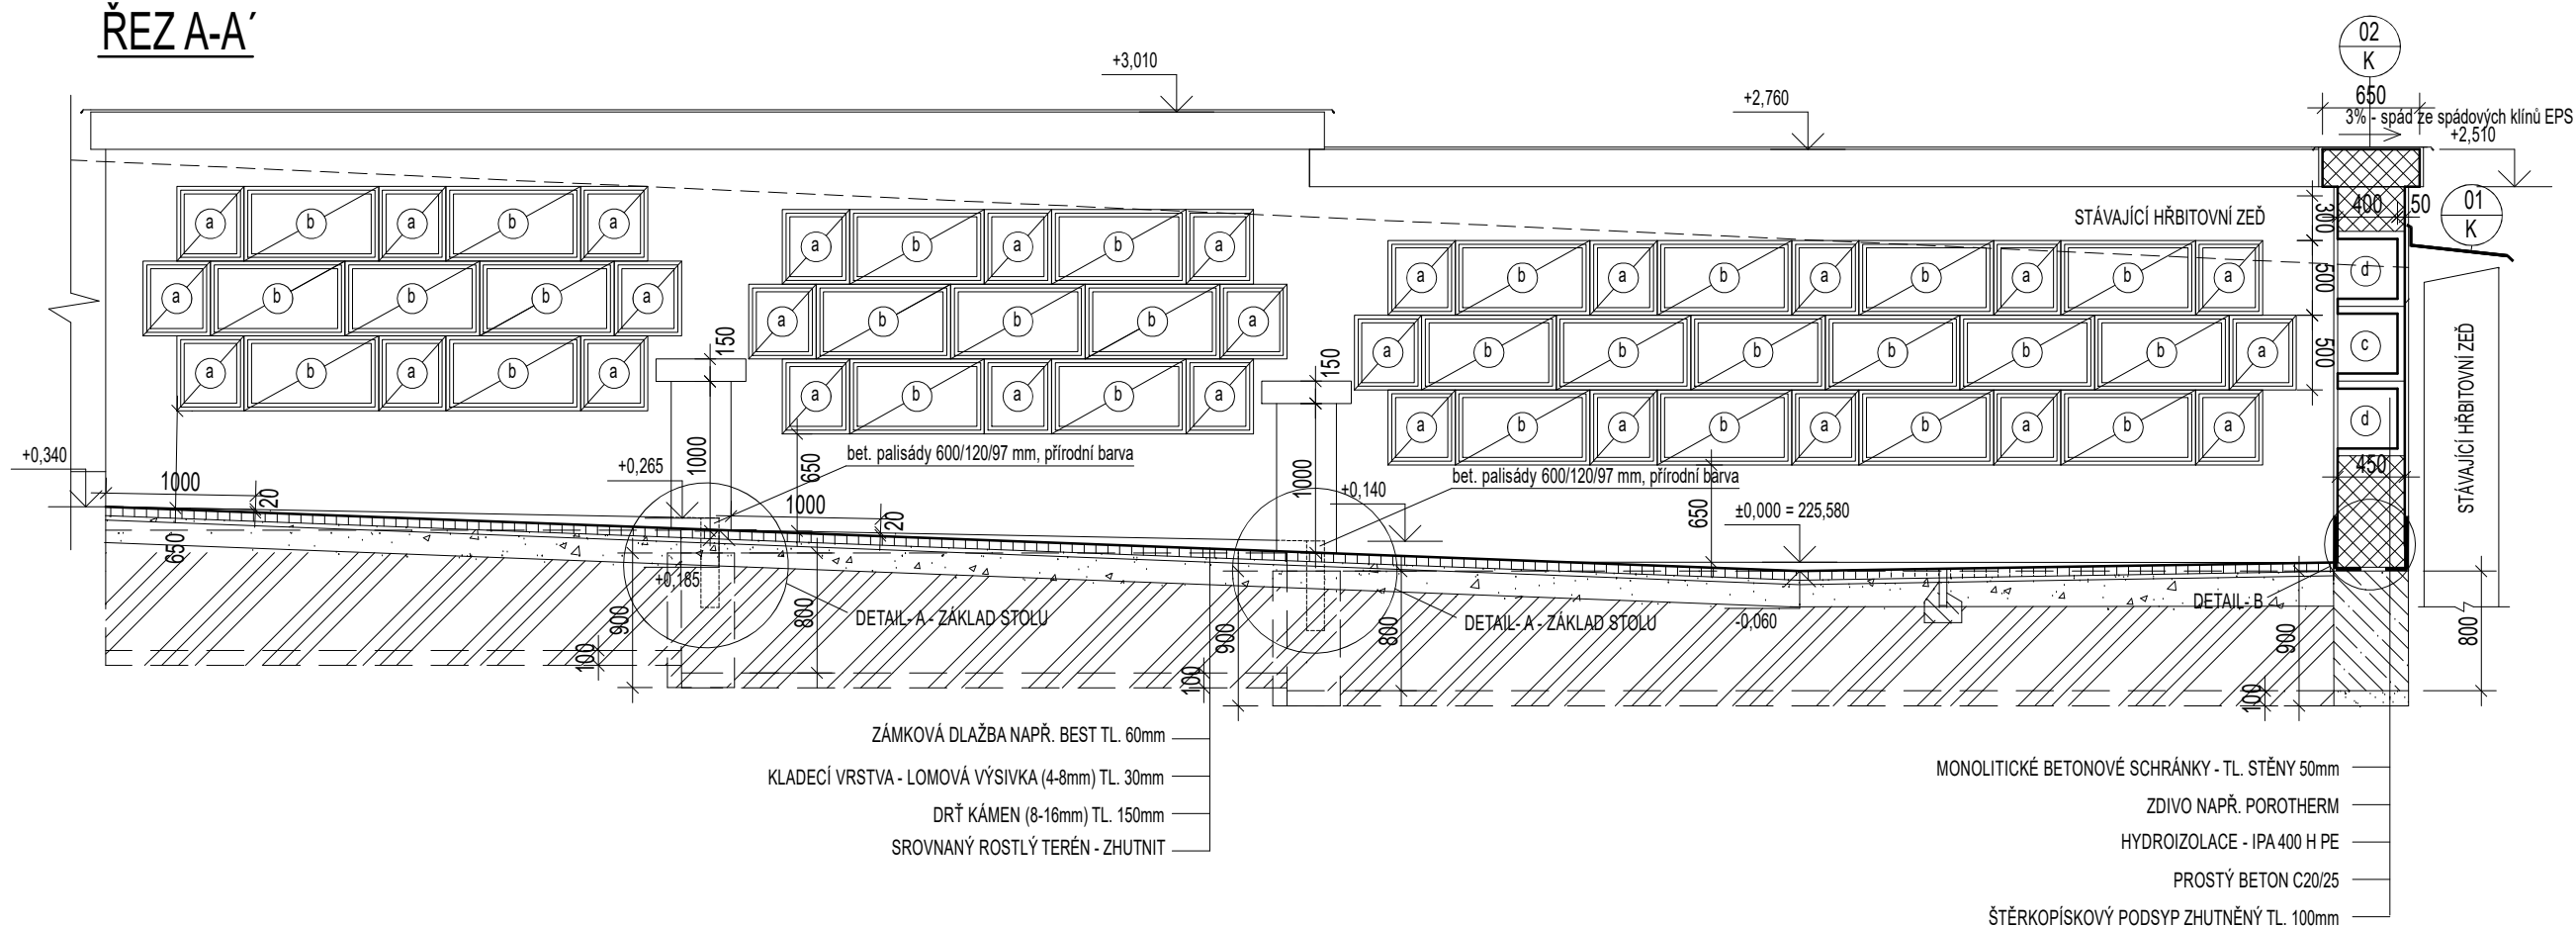 ŘEZ A-A´
02
K
+3,010
+2,760
650
3% - spád ze spádových klínů EPS
+2,510
01
K
STÁVAJÍCÍ HŘBITOVNÍ ZEĎ
300
400
50
a b a b a
a b a b a
a b a b a b a b a
d
500
a b b b a
a b b b a
a b b b b b b a
c
500
a b a b a
a b a b a
a b a b a b a b a
d
150
150
STÁVAJÍCÍ HŘBITOVNÍ ZEĎ
+0,340
1000
20
650
+0,265
1000
bet. palisády 600/120/97 mm, přírodní barva
650
1000
20
1000
bet. palisády 600/120/97 mm, přírodní barva
+0,140
650
±0,000 = 225,580
450
+0,185
900
100
800
DETAIL- A - ZÁKLAD STOLU
900
100
800
DETAIL- A - ZÁKLAD STOLU
-0,060
DETAIL- B
900
100
800
ZÁMKOVÁ DLAŽBA NAPŘ. BEST TL. 60mm
KLADECÍ VRSTVA - LOMOVÁ VÝSIVKA (4-8mm) TL. 30mm
DRŤ KÁMEN (8-16mm) TL. 150mm
SROVNANÝ ROSTLÝ TERÉN - ZHUTNIT
MONOLITICKÉ BETONOVÉ SCHRÁNKY - TL. STĚNY 50mm
ZDIVO NAPŘ. POROTHERM
HYDROIZOLACE - IPA 400 H PE
PROSTÝ BETON C20/25
ŠTĚRKOPÍSKOVÝ PODSYP ZHUTNĚNÝ TL. 100mm